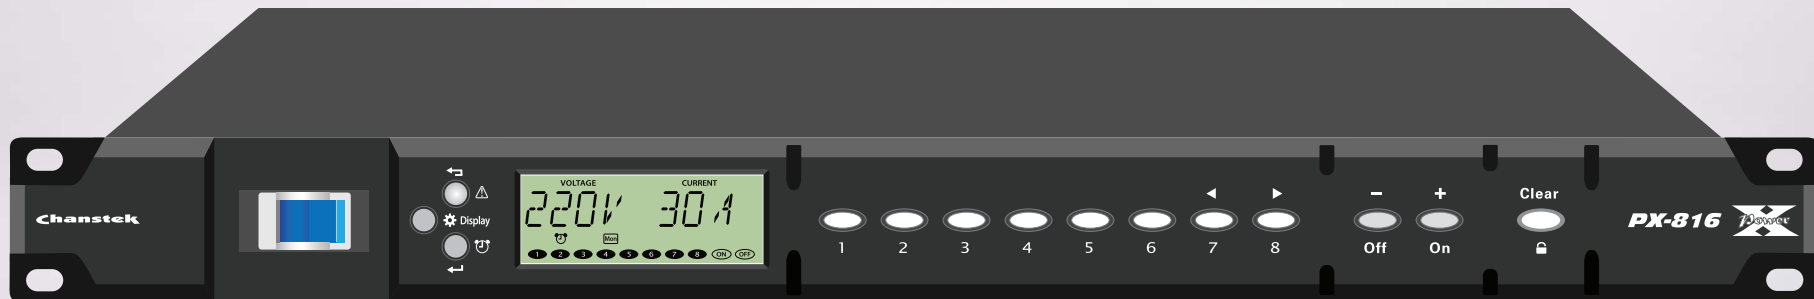 Chanstek
Display
VOLTAGE CURRENT
220V 30A
Mon
1 2 3 4 5 6 7 8 ON OFF
1 2 3 4 5 6 7 8
− +
Off On
Clear
PX-816 X Power